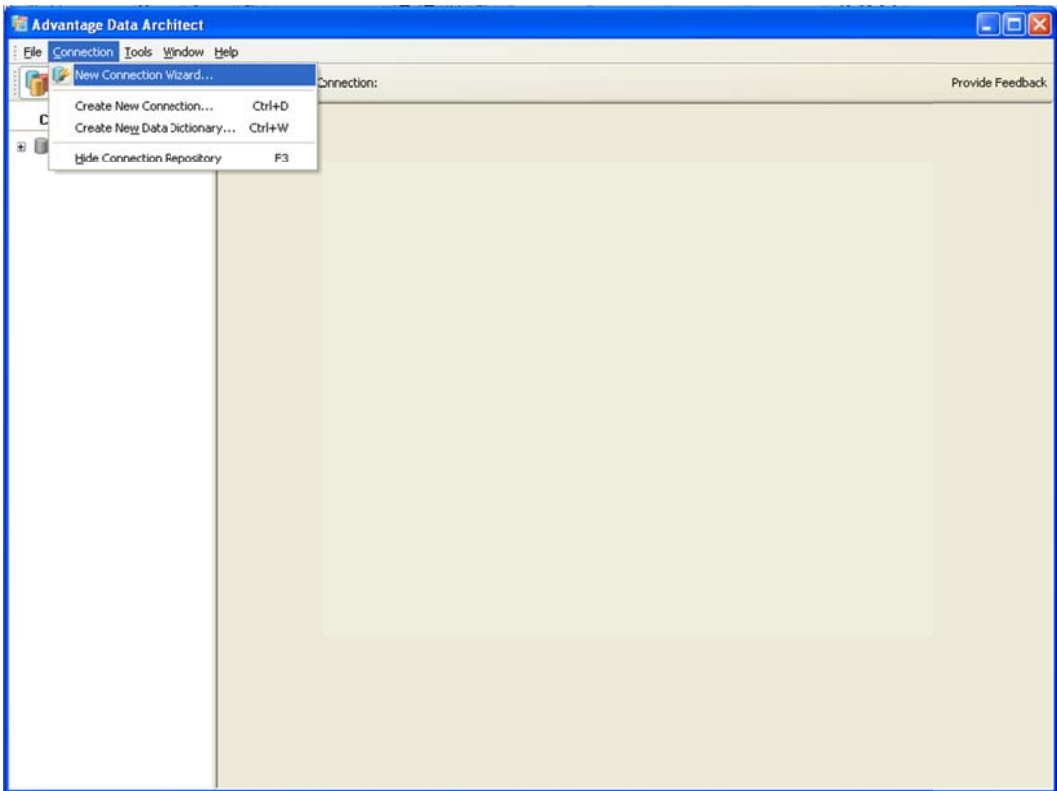 Advantage Data Architect
File Connection Tools Window Help
New Connection Wizard...
Connection: Provide Feedback
Create New Connection... Ctrl+D
Create New Data Dictionary... Ctrl+W
Hide Connection Repository F3